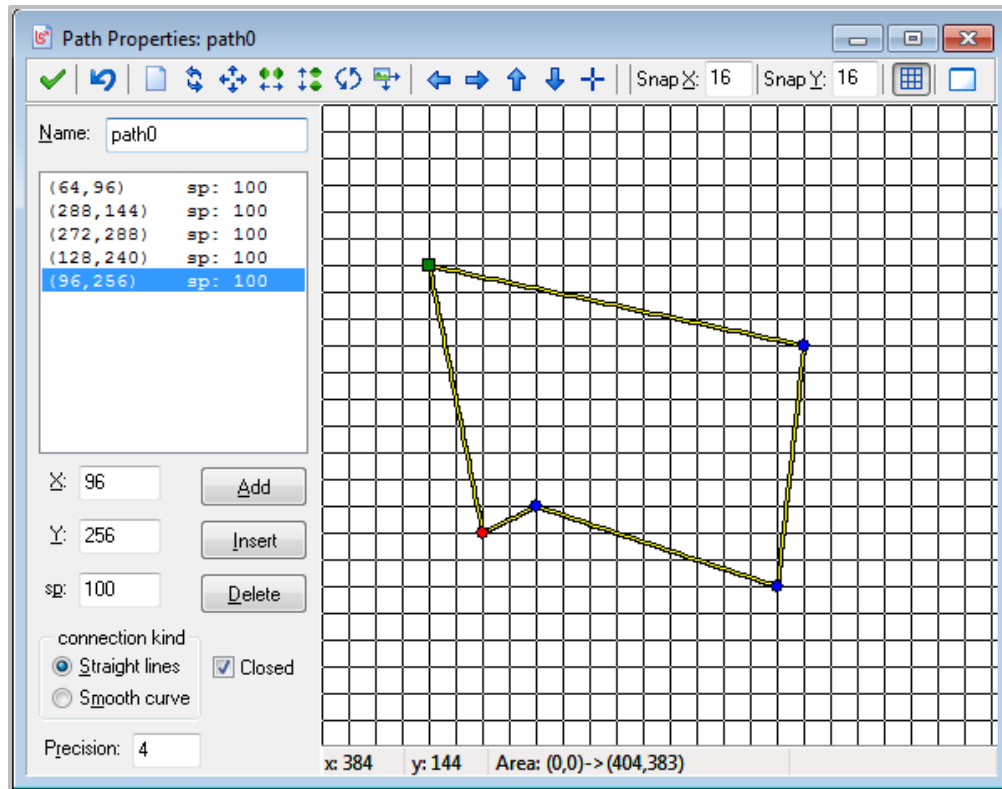 Path Properties: path0
Snap X: 16 Snap Y: 16
Name: path0
(64,96) sp: 100
(288,144) sp: 100
(272,288) sp: 100
(128,240) sp: 100
(96,256) sp: 100
X: 96 Add
Y: 256 Insert
sp: 100 Delete
connection kind
Straight lines Closed
Smooth curve
Precision: 4
x: 384 y: 144 Area: (0,0)->(404,383)